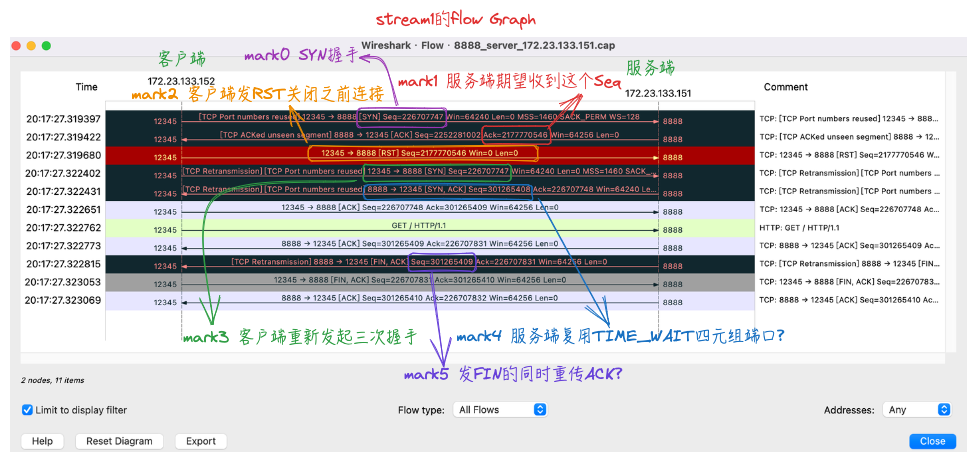 stream1的flow Graph
Wireshark · Flow · 8888_server_172.23.133.151.cap
客户端
mark0 SYN握手
服务端
Time
172.23.133.152
mark1 服务端期望收到这个Seq
172.23.133.151
Comment
mark2 客户端发RST关闭之前连接
20:17:27.319397
12345
[TCP Port numbers reused] 12345 → 8888 [SYN] Seq=226707747 Win=64240 Len=0 MSS=1460 SACK_PERM WS=128
8888
TCP: [TCP Port numbers reused] 12345 → 888...
20:17:27.319422
12345
[TCP ACKed unseen segment] 8888 → 12345 [ACK] Seq=2252281002 Ack=2177770546 Win=64256 Len=0
8888
TCP: [TCP ACKed unseen segment] 8888 → 12...
20:17:27.319680
12345
12345 → 8888 [RST] Seq=2177770546 Win=0 Len=0
8888
TCP: 12345 → 8888 [RST] Seq=2177770546 W...
20:17:27.322402
12345
[TCP Retransmission] [TCP Port numbers reused] 12345 → 8888 [SYN] Seq=226707747 Win=64240 Len=0 MSS=1460 SACK_...
8888
TCP: [TCP Retransmission] [TCP Port numbers ...
20:17:27.322431
12345
[TCP Retransmission] [TCP Port numbers reused] 8888 → 12345 [SYN, ACK] Seq=301265408 Ack=226707748 Win=64240 L...
8888
TCP: [TCP Retransmission] [TCP Port numbers ...
20:17:27.322651
12345
12345 → 8888 [ACK] Seq=226707748 Ack=301265409 Win=64256 Len=0
8888
TCP: 12345 → 8888 [ACK] Seq=226707748 Ac...
20:17:27.322762
12345
GET / HTTP/1.1
8888
HTTP: GET / HTTP/1.1
20:17:27.322773
12345
8888 → 12345 [ACK] Seq=301265409 Ack=226707831 Win=64256 Len=0
8888
TCP: 8888 → 12345 [ACK] Seq=301265409 Ac...
20:17:27.322815
12345
[TCP Retransmission] 8888 → 12345 [FIN, ACK] Seq=301265409 Ack=226707831 Win=64256 Len=0
8888
TCP: [TCP Retransmission] 8888 → 12345 [FIN...
20:17:27.323053
12345
12345 → 8888 [FIN, ACK] Seq=226707831 Ack=301265410 Win=64256 Len=0
8888
TCP: 12345 → 8888 [FIN, ACK] Seq=22670783...
20:17:27.323069
12345
8888 → 12345 [ACK] Seq=301265410 Ack=226707832 Win=64256 Len=0
8888
TCP: 8888 → 12345 [ACK] Seq=301265410 Ac...
mark3 客户端重新发起三次握手
mark4 服务端复用TIME_WAIT四元组端口?
mark5 发FIN的同时重传ACK?
2 nodes, 11 items
Limit to display filter
Flow type:
All Flows
Addresses:
Any
Help
Reset Diagram
Export
Close